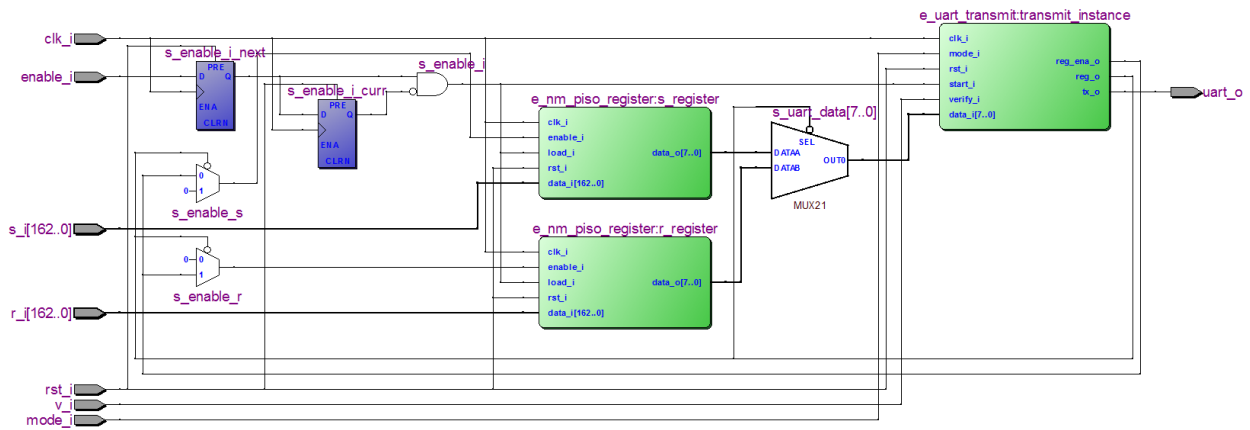 e_uart_transmit:transmit_instance
clk_i
s_enable_i_next
clk_i
mode_i
enable_i
PRE
D
Q
ENA
CLRN
s_enable_i_curr
PRE
D
Q
ENA
CLRN
s_enable_i
rst_i
start_i
verify_i
data_i[7..0]
reg_ena_o
reg_o
tx_o
uart_o
e_nm_piso_register:s_register
clk_i
enable_i
load_i
rst_i
data_i[162..0]
data_o[7..0]
s_uart_data[7..0]
SEL
DATAA
DATAB
OUT0
MUX21
0
0
1
s_enable_s
s_i[162..0]
e_nm_piso_register:r_register
clk_i
enable_i
load_i
rst_i
data_i[162..0]
data_o[7..0]
0
0
1
s_enable_r
r_i[162..0]
rst_i
v_i
mode_i